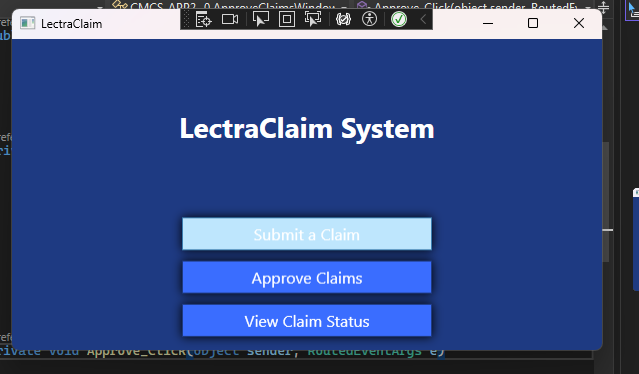 CMCS_APP2_0.ApproveClaimsWindow
Approve_Click(object sender, RoutedEv
LectraClaim
LectraClaim System
Submit a Claim
Approve Claims
View Claim Status
private void Approve_Click(object sender, RoutedEventArgs e)